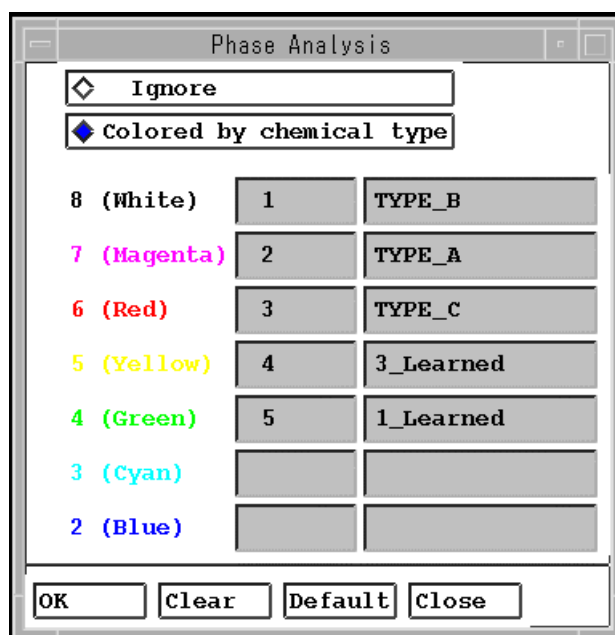 Phase Analysis
Ignore
Colored by chemical type
8 (White) 1 TYPE_B
7 (Magenta) 2 TYPE_A
6 (Red) 3 TYPE_C
5 (Yellow) 4 3_Learned
4 (Green) 5 1_Learned
3 (Cyan)
2 (Blue)
OK Clear Default Close